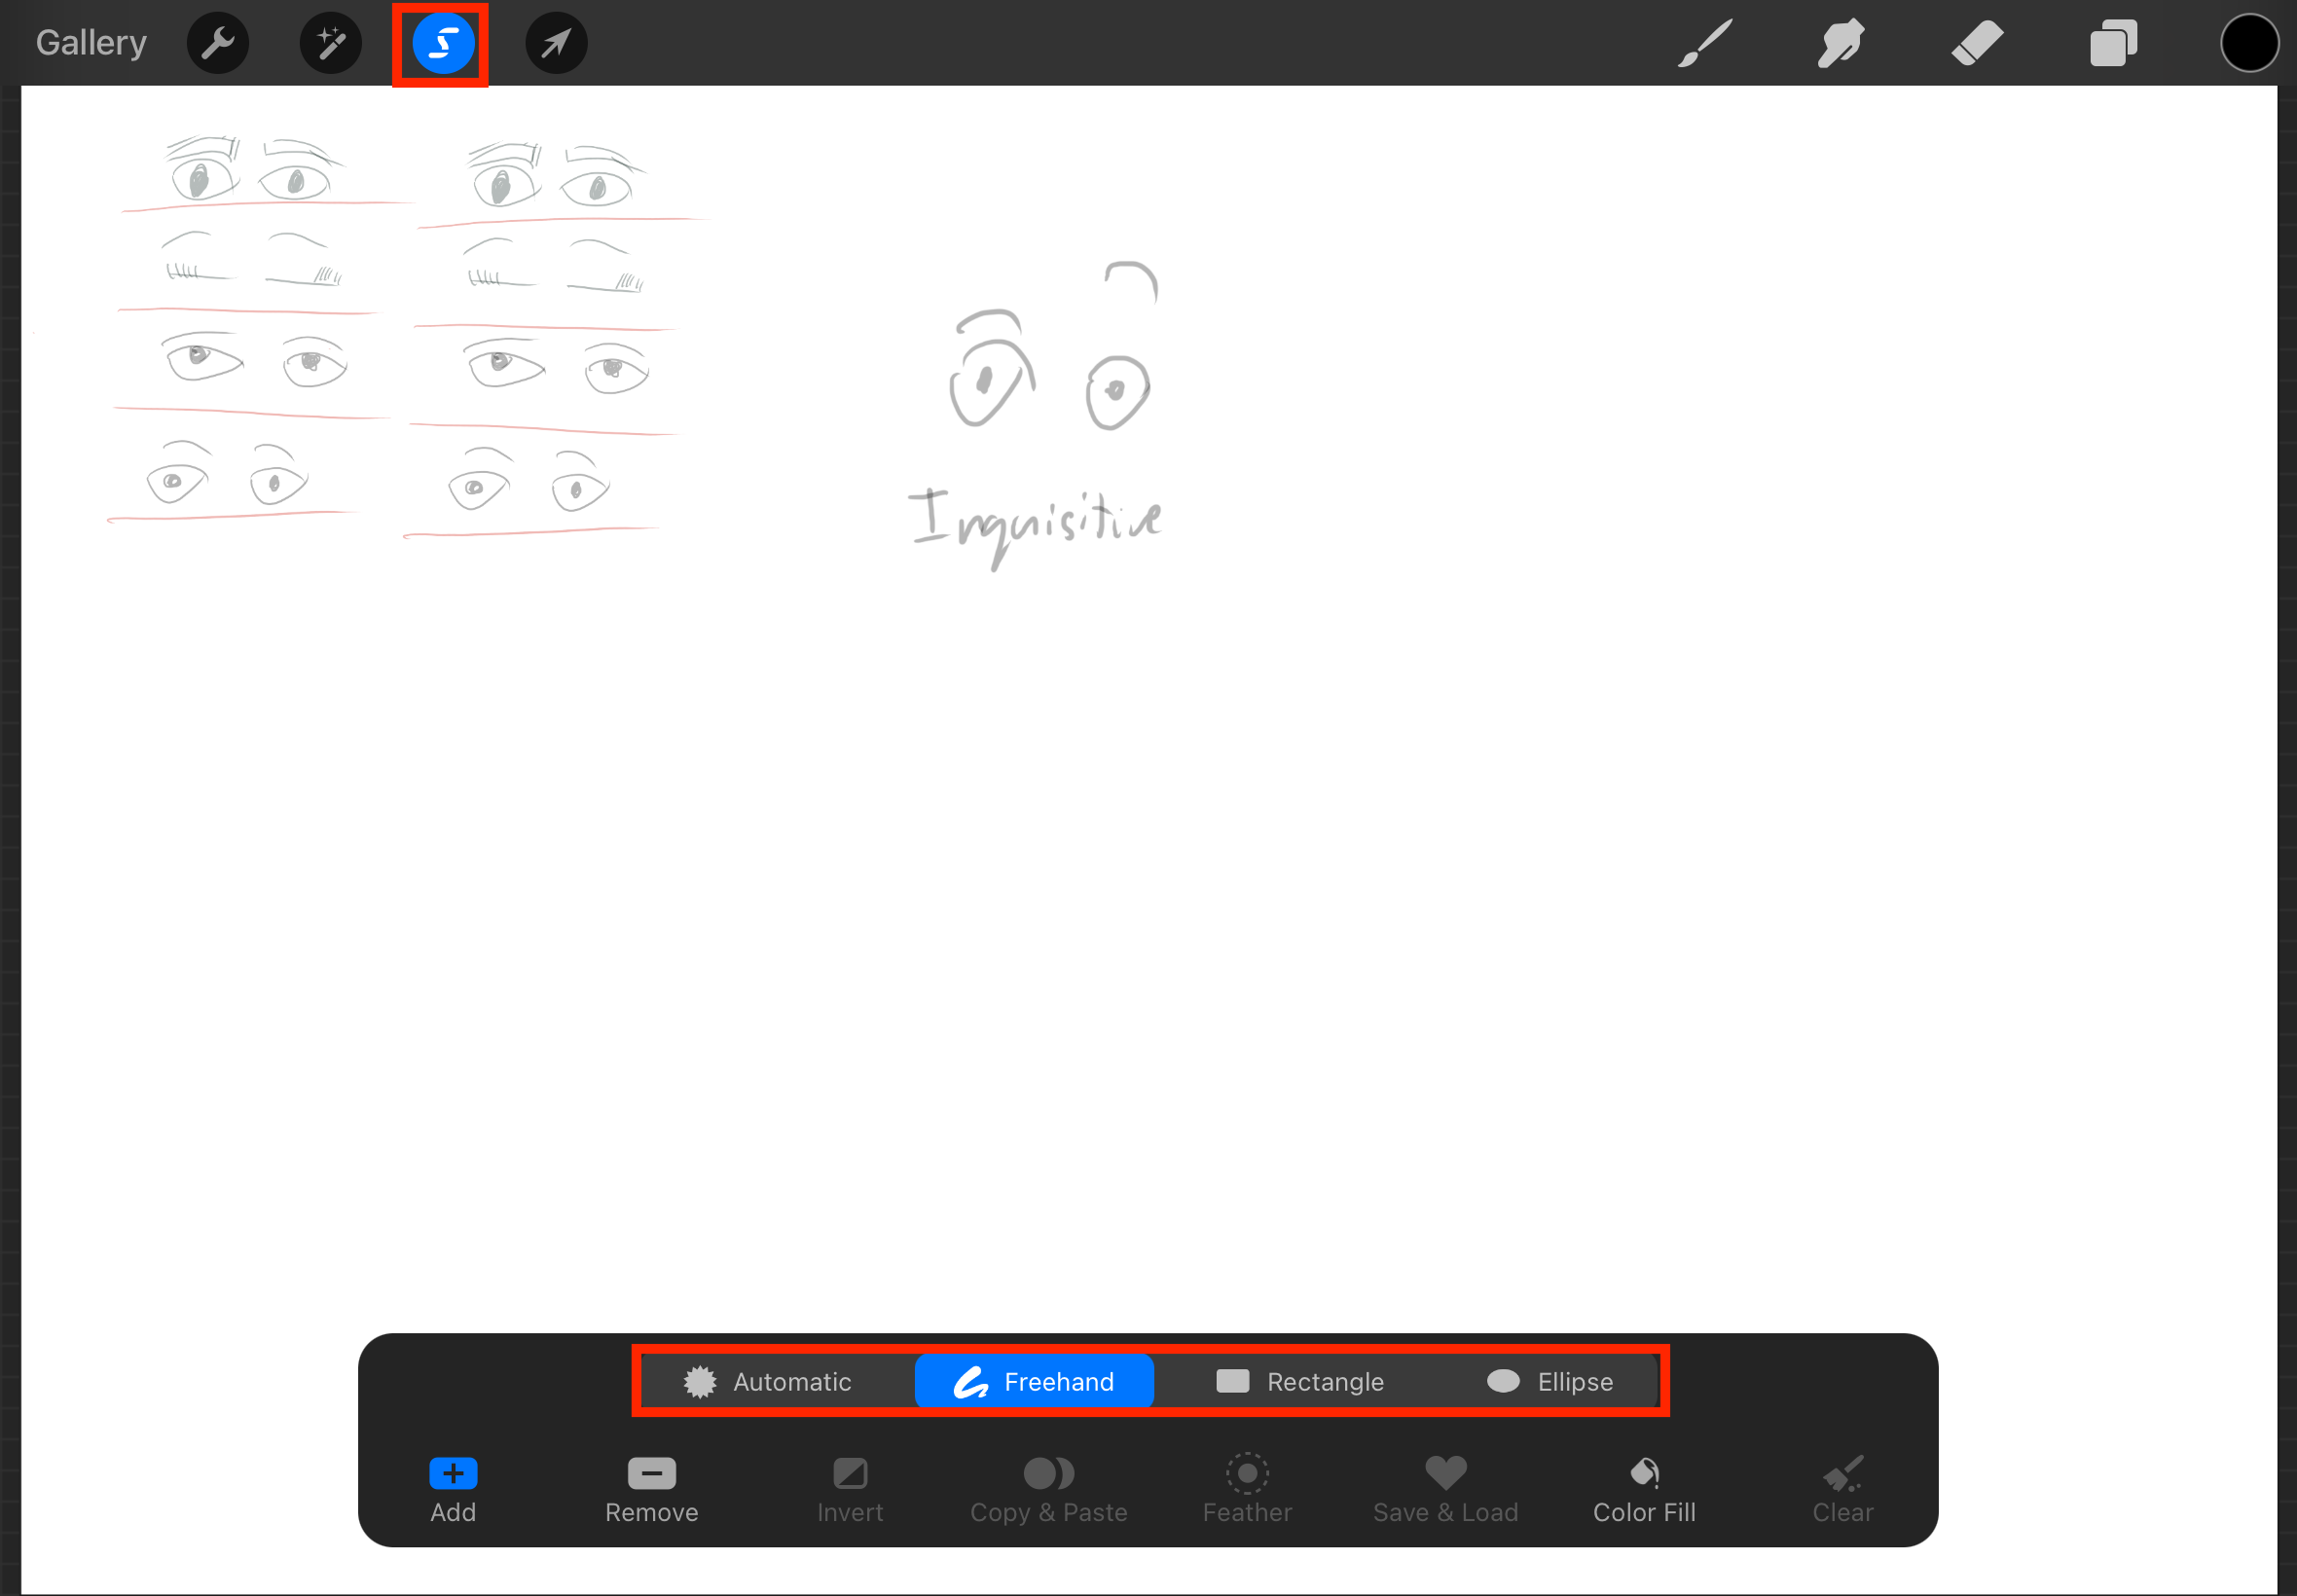 Gallery
Inquisitive
Automatic Freehand Rectangle Ellipse
Add Remove Invert Copy & Paste Feather Save & Load Color Fill Clear